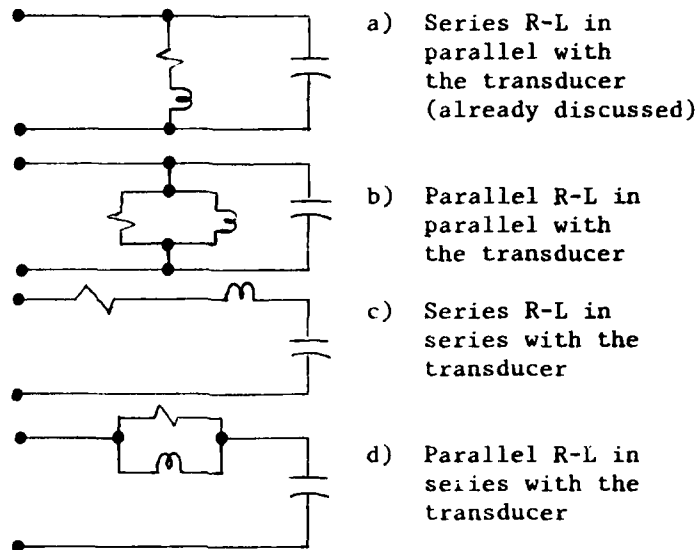 a) Series R-L in
parallel with
the transducer
(already discussed)
b) Parallel R-L in
parallel with
the transducer
c) Series R-L in
series with the
transducer
d) Parallel R-L in
series with the
transducer